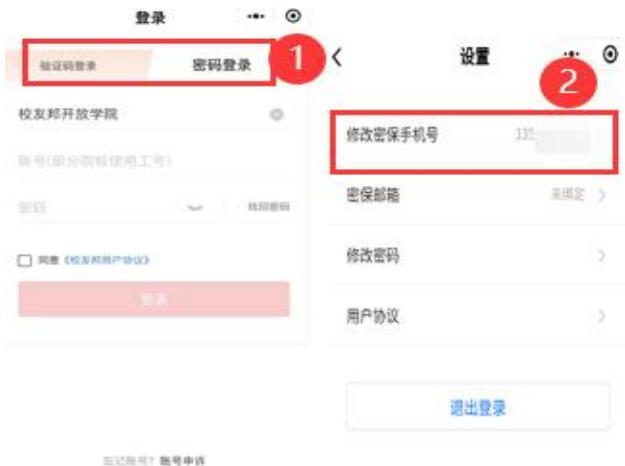 登录
验证码登录
密码登录
1
校友邦开放学院
账号(部分院校使用工号)
密码
找回密码
同意《校友邦用户协议》
登录
忘记账号? 账号申诉
设置
2
修改密保手机号 135
密保邮箱 未绑定
修改密码
用户协议
退出登录